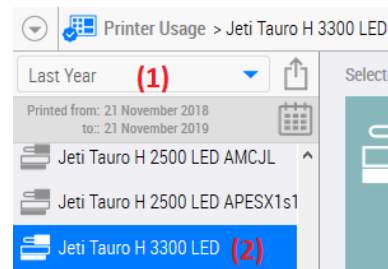 Printer Usage > Jeti Tauro H 3300 LED
Last Year (1)
Select
Printed from: 21 November 2018
to:: 21 November 2019
Jeti Tauro H 2500 LED AMCJL
Jeti Tauro H 2500 LED APESX1s1
Jeti Tauro H 3300 LED (2)